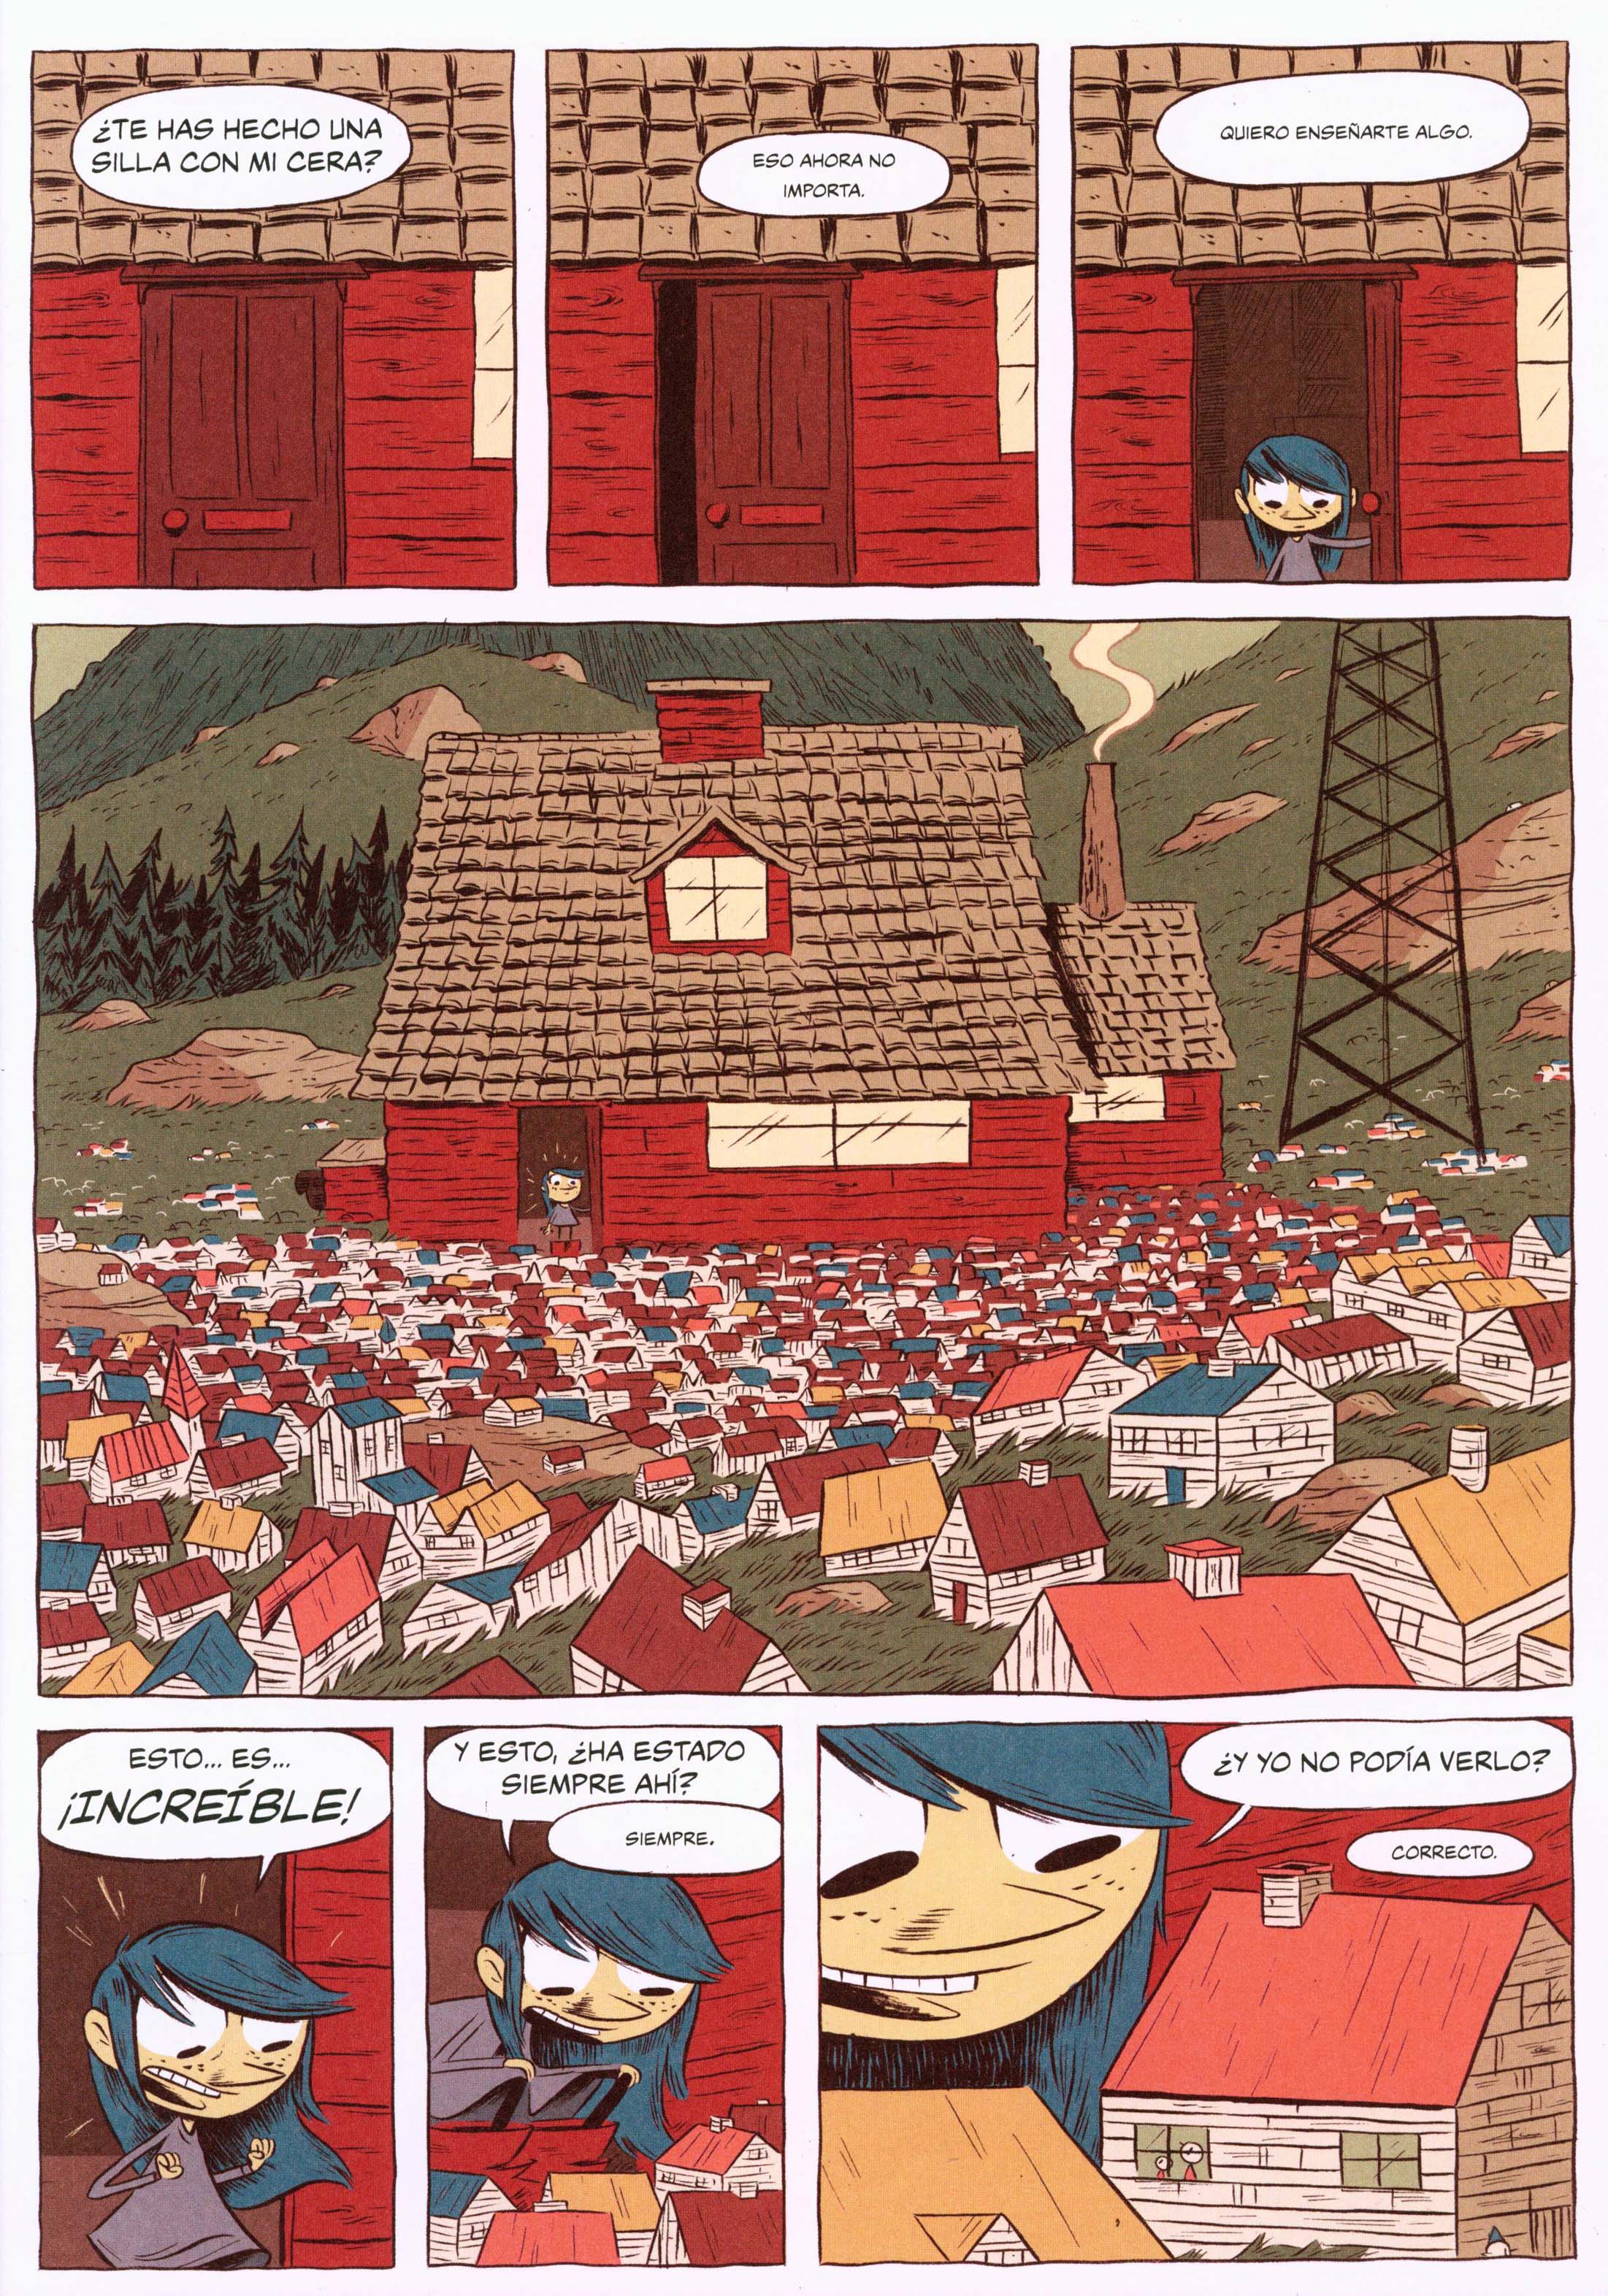 ¿TE HAS HECHO UNA
SILLA CON MI CERA?
ESO AHORA NO
IMPORTA.
QUIERO ENSEÑARTE ALGO.
ESTO... ES...
¡INCREÍBLE!
Y ESTO, ¿HA ESTADO
SIEMPRE AHÍ?
SIEMPRE.
¿Y YO NO PODÍA VERLO?
CORRECTO.